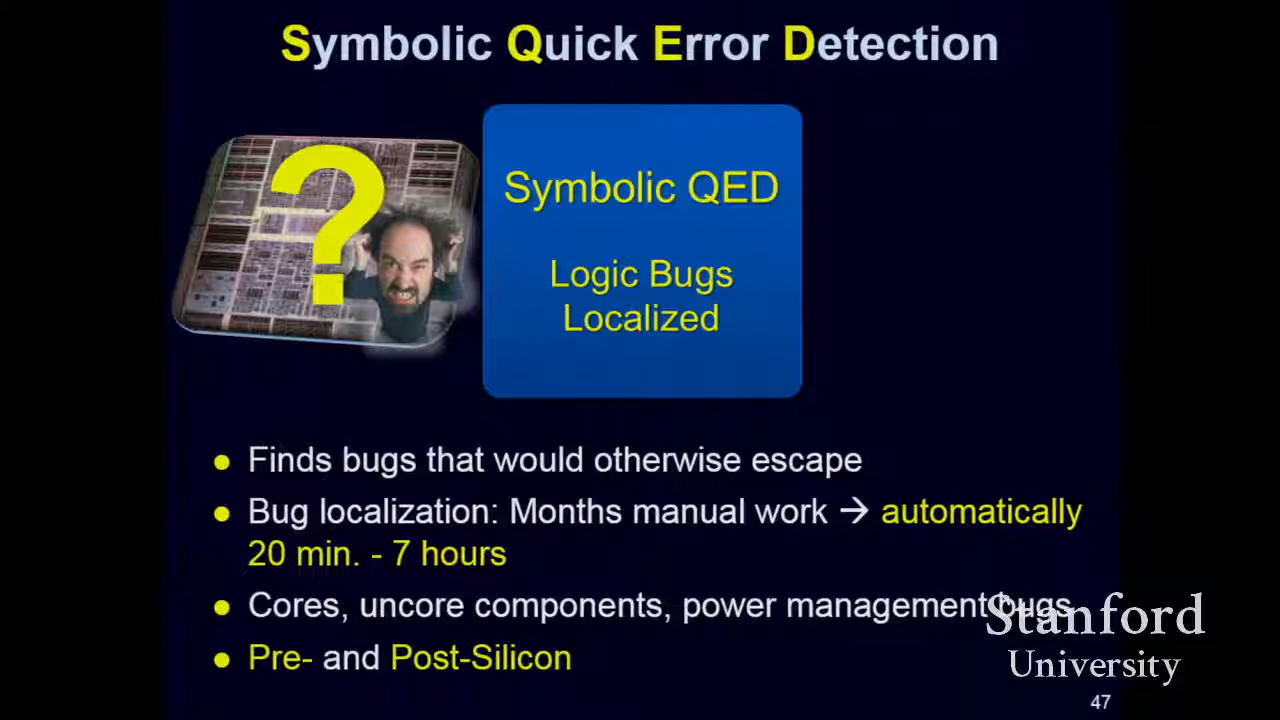 Symbolic Quick Error Detection
?
Symbolic QED
Logic Bugs
Localized
● Finds bugs that would otherwise escape
● Bug localization: Months manual work → automatically
20 min. - 7 hours
● Cores, uncore components, power management bugs
● Pre- and Post-Silicon
Stanford
University
47